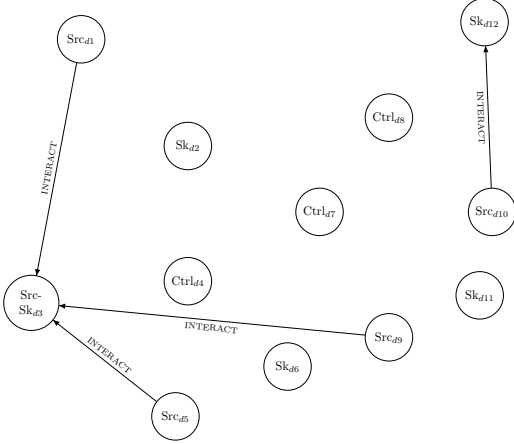 Sk_{d12}
Src_{d1}
INTERACT
Ctrl_{d8}
Sk_{d2}
INTERACT
Ctrl_{d7}
Src_{d10}
Ctrl_{d4}
Src-
Sk_{d3}
Sk_{d11}
INTERACT
Src_{d9}
INTERACT
Sk_{d6}
Src_{d5}